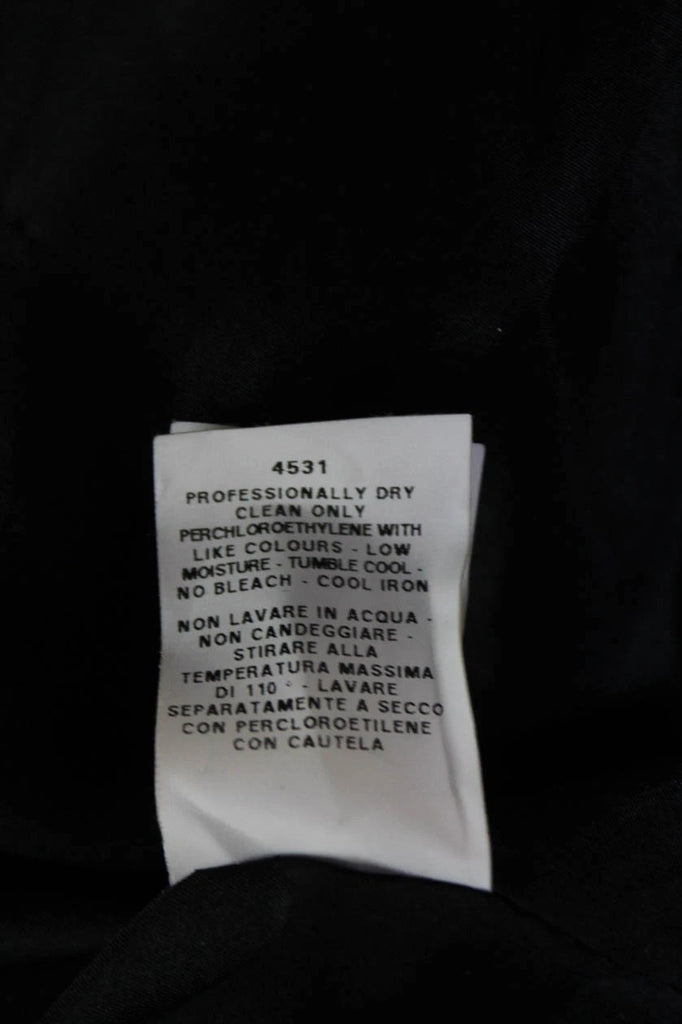 4531
PROFESSIONALLY DRY
CLEAN ONLY
PERCHLOROETHYLENE WITH
LIKE COLOURS - LOW
MOISTURE - TUMBLE COOL -
NO BLEACH - COOL IRON
NON LAVARE IN ACQUA -
NON CANDEGGIARE -
STIRARE ALLA
TEMPERATURA MASSIMA
DI 110 ° - LAVARE
SEPARATAMENTE A SECCO
CON PERCLOROETILENE
CON CAUTELA